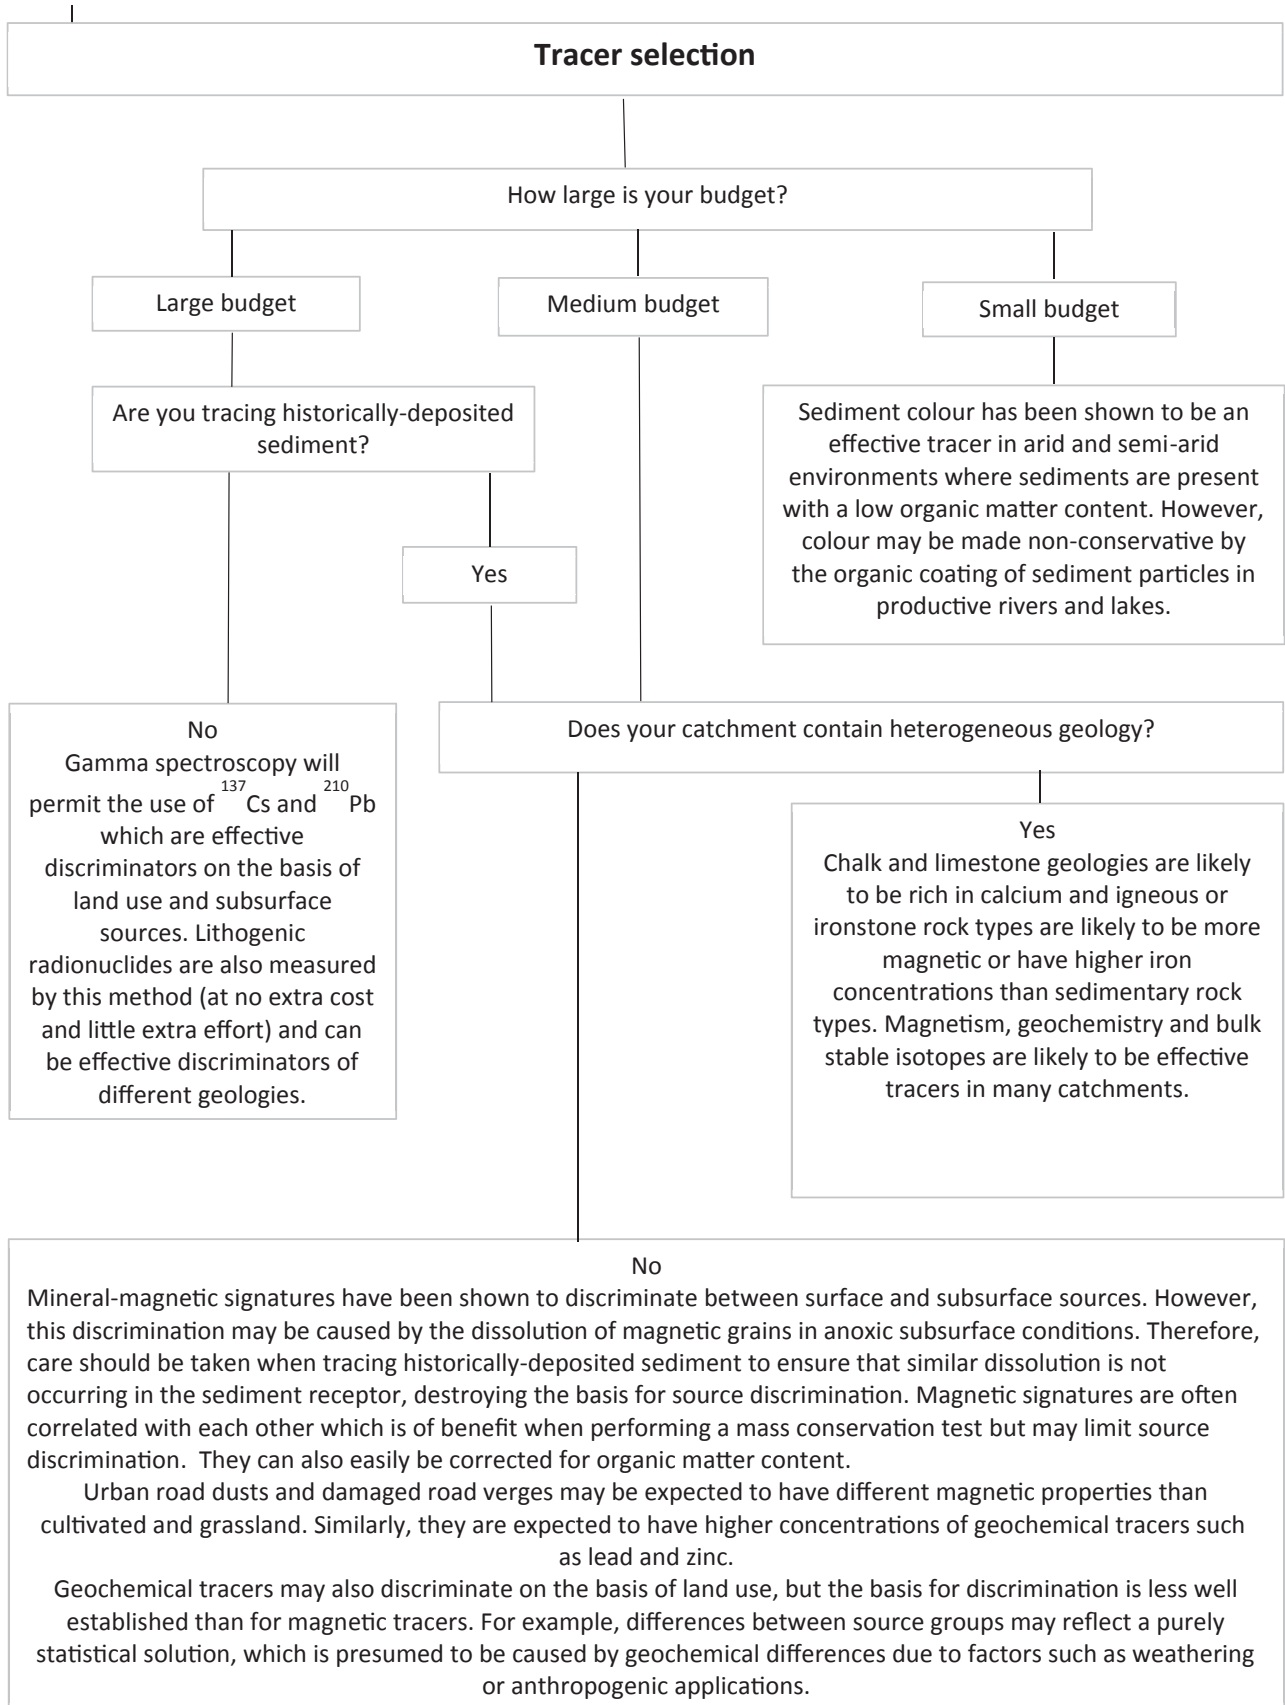 Tracer selection
How large is your budget?
Large budget
Medium budget
Small budget
Are you tracing historically-deposited
sediment?
Sediment colour has been shown to be an
effective tracer in arid and semi-arid
environments where sediments are present
with a low organic matter content. However,
colour may be made non-conservative by
the organic coating of sediment particles in
productive rivers and lakes.
Yes
No
Gamma spectroscopy will
permit the use of 137Cs and 210Pb
which are effective
discriminators on the basis of
land use and subsurface
sources. Lithogenic
radionuclides are also measured
by this method (at no extra cost
and little extra effort) and can
be effective discriminators of
different geologies.
Does your catchment contain heterogeneous geology?
Yes
Chalk and limestone geologies are likely
to be rich in calcium and igneous or
ironstone rock types are likely to be more
magnetic or have higher iron
concentrations than sedimentary rock
types. Magnetism, geochemistry and bulk
stable isotopes are likely to be effective
tracers in many catchments.
No
Mineral-magnetic signatures have been shown to discriminate between surface and subsurface sources. However,
this discrimination may be caused by the dissolution of magnetic grains in anoxic subsurface conditions. Therefore,
care should be taken when tracing historically-deposited sediment to ensure that similar dissolution is not
occurring in the sediment receptor, destroying the basis for source discrimination. Magnetic signatures are often
correlated with each other which is of benefit when performing a mass conservation test but may limit source
discrimination. They can also easily be corrected for organic matter content.
Urban road dusts and damaged road verges may be expected to have different magnetic properties than
cultivated and grassland. Similarly, they are expected to have higher concentrations of geochemical tracers such
as lead and zinc.
Geochemical tracers may also discriminate on the basis of land use, but the basis for discrimination is less well
established than for magnetic tracers. For example, differences between source groups may reflect a purely
statistical solution, which is presumed to be caused by geochemical differences due to factors such as weathering
or anthropogenic applications.